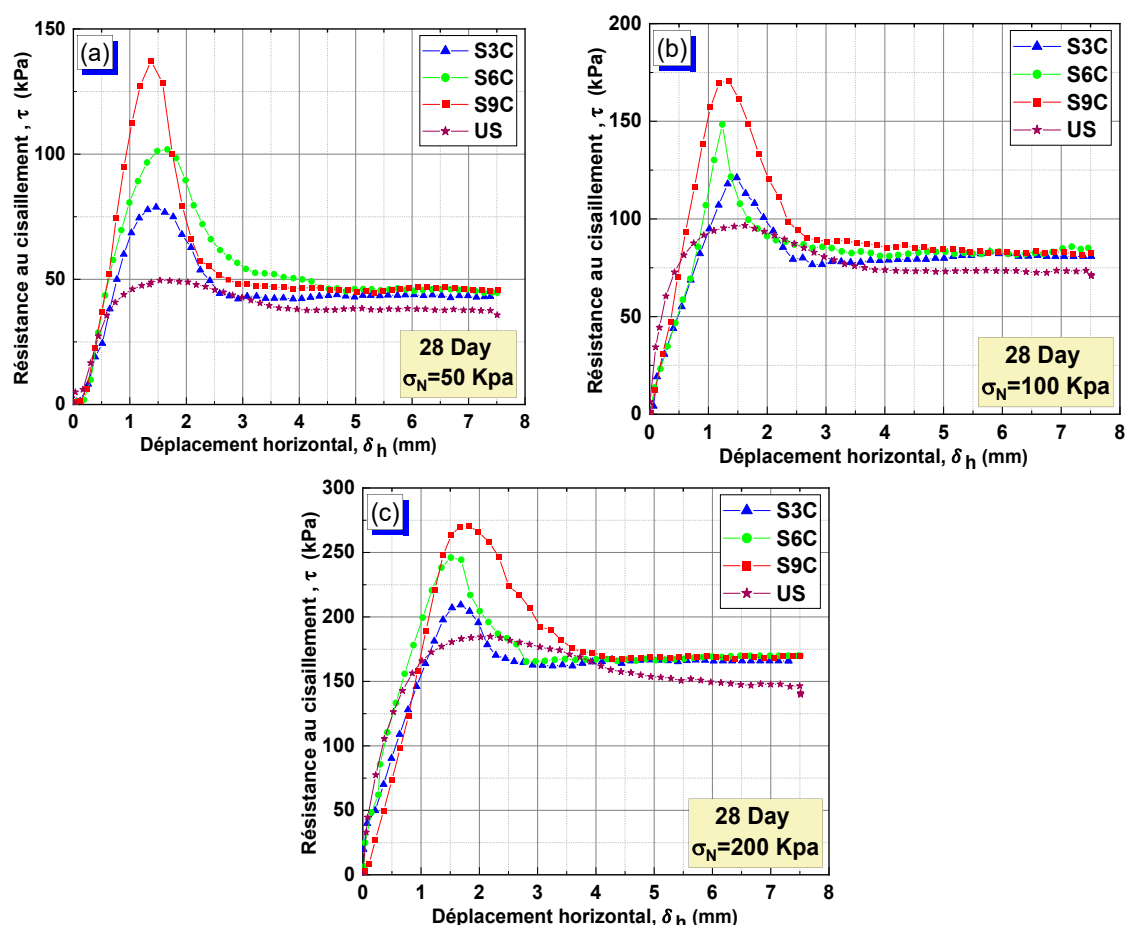 (a)
150
100
50
0
Résistance au cisaillement , τ (kPa)
S3C
S6C
S9C
US
28 Day
σN=50 Kpa
0 1 2 3 4 5 6 7 8
Déplacement horizontal, δh (mm)
(b)
200
150
100
50
0
Résistance au cisaillement , τ (kPa)
S3C
S6C
S9C
US
28 Day
σN=100 Kpa
0 1 2 3 4 5 6 7 8
Déplacement horizontal, δh (mm)
(c)
300
250
200
150
100
50
0
Résistance au cisaillement , τ (kPa)
S3C
S6C
S9C
US
28 Day
σN=200 Kpa
0 1 2 3 4 5 6 7 8
Déplacement horizontal, δh (mm)